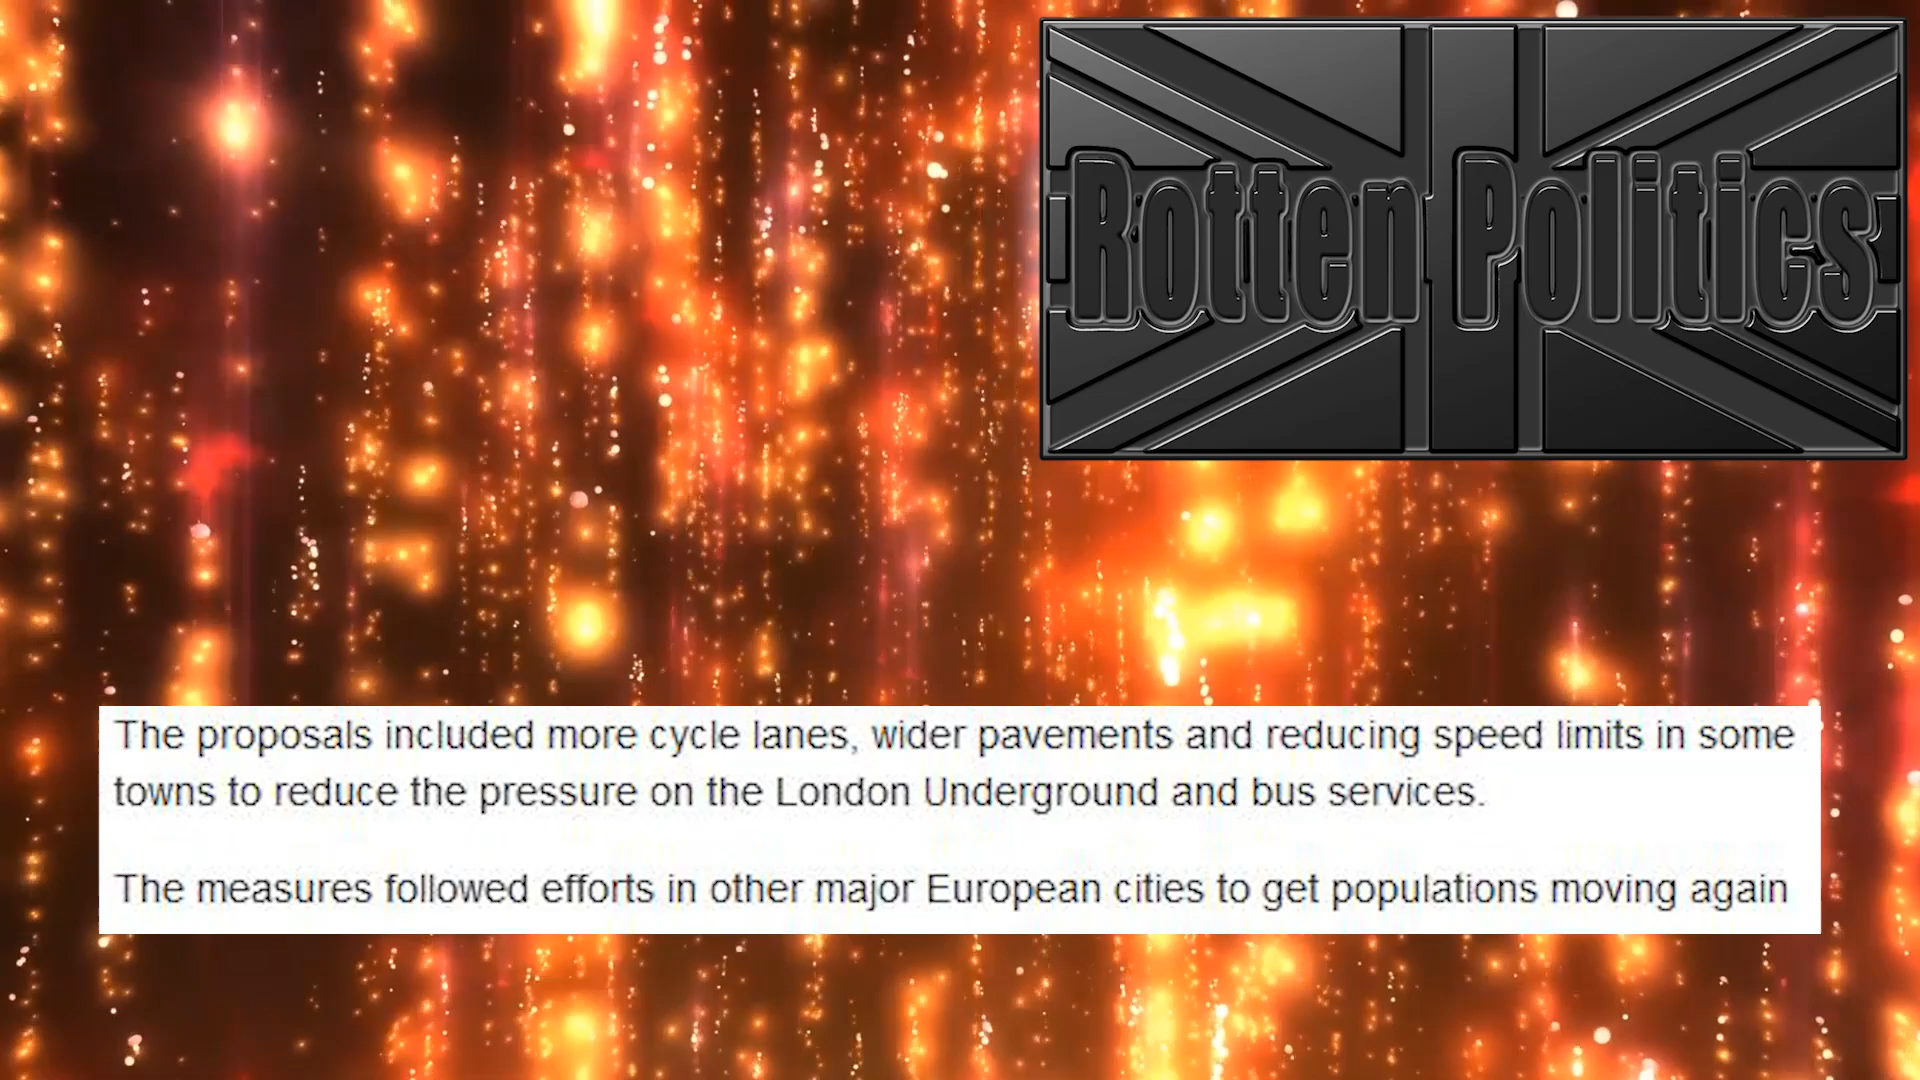 Rotten Politics
The proposals included more cycle lanes, wider pavements and reducing speed limits in some
towns to reduce the pressure on the London Underground and bus services.
The measures followed efforts in other major European cities to get populations moving again